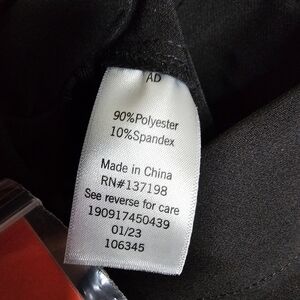 AD
90%Polyester
10%Spandex
Made in China
RN#137198
See reverse for care
190917450439
01/23
106345